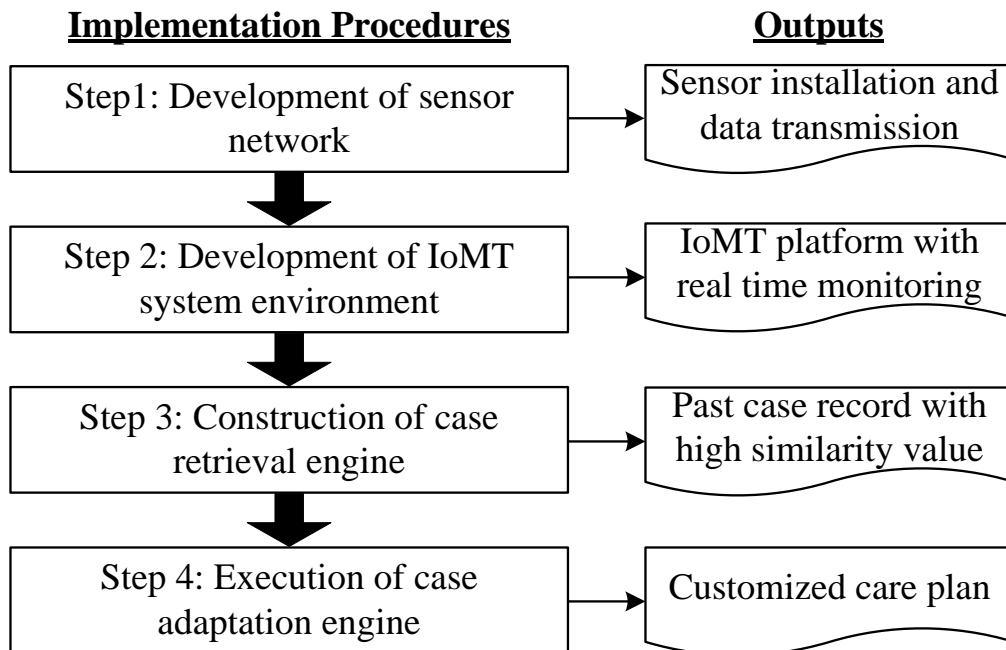 Implementation Procedures
Outputs
Step1: Development of sensor
network
Sensor installation and
data transmission
Step 2: Development of IoMT
system environment
IoMT platform with
real time monitoring
Step 3: Construction of case
retrieval engine
Past case record with
high similarity value
Step 4: Execution of case
adaptation engine
Customized care plan